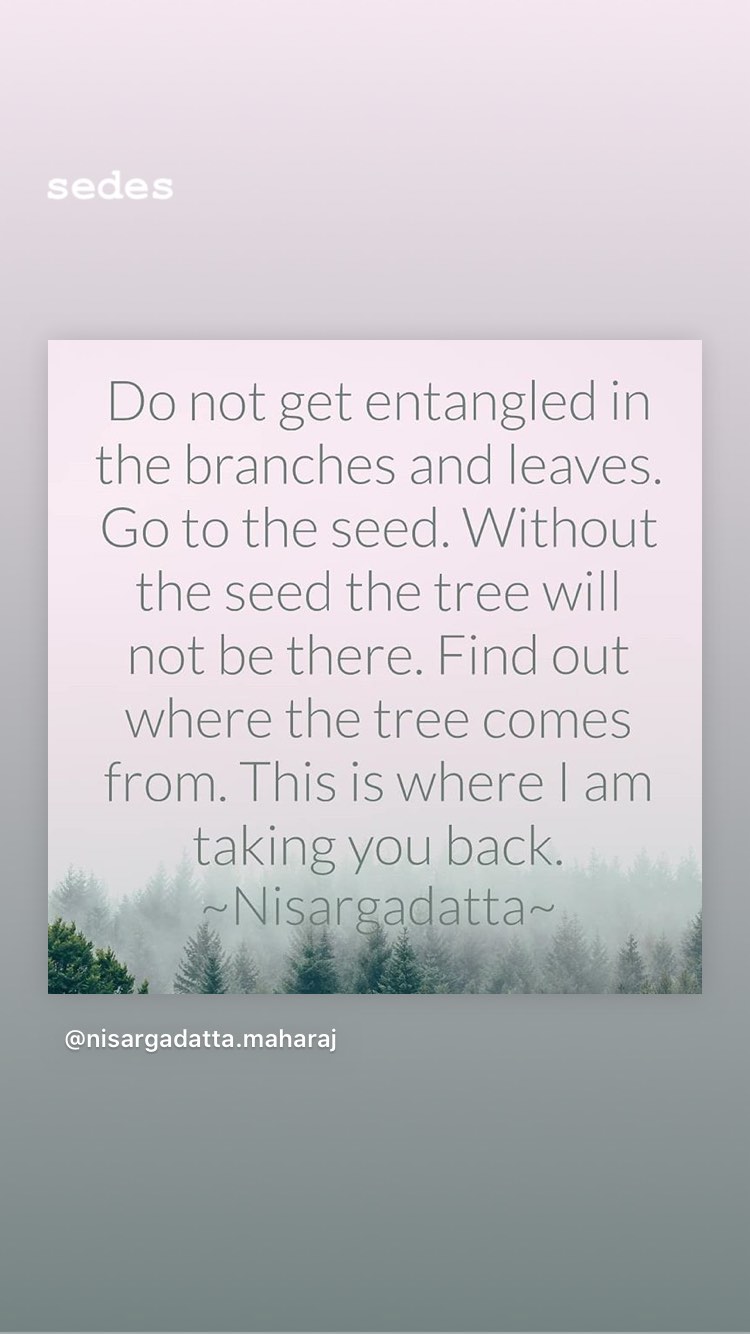 sedes
Do not get entangled in
the branches and leaves.
Go to the seed. Without
the seed the tree will
not be there. Find out
where the tree comes
from. This is where I am
taking you back.
~Nisargadatta~
@nisargadatta.maharaj